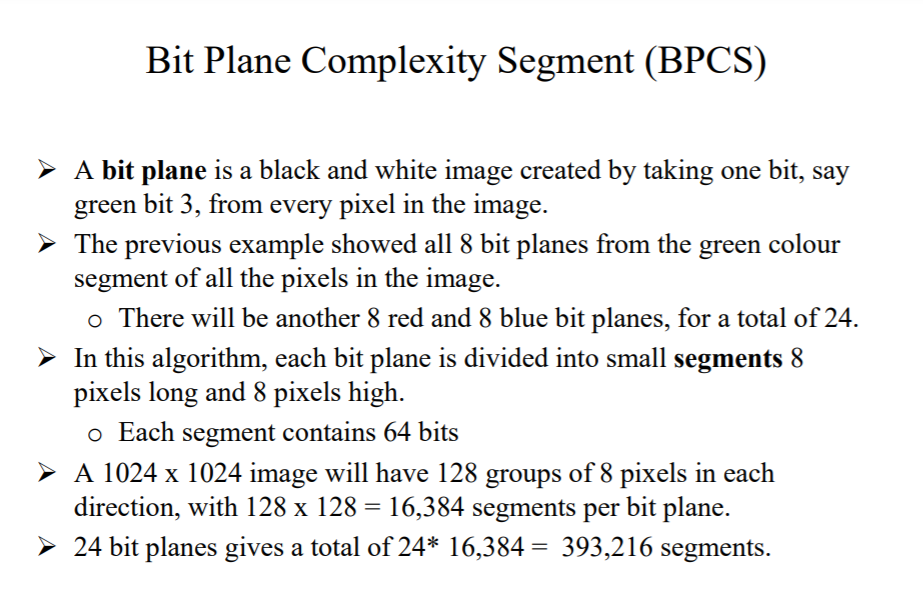 Bit Plane Complexity Segment (BPCS)
➢ A bit plane is a black and white image created by taking one bit, say
green bit 3, from every pixel in the image.
➢ The previous example showed all 8 bit planes from the green colour
segment of all the pixels in the image.
o There will be another 8 red and 8 blue bit planes, for a total of 24.
➢ In this algorithm, each bit plane is divided into small segments 8
pixels long and 8 pixels high.
o Each segment contains 64 bits
➢ A 1024 x 1024 image will have 128 groups of 8 pixels in each
direction, with 128 x 128 = 16,384 segments per bit plane.
➢ 24 bit planes gives a total of 24* 16,384 = 393,216 segments.